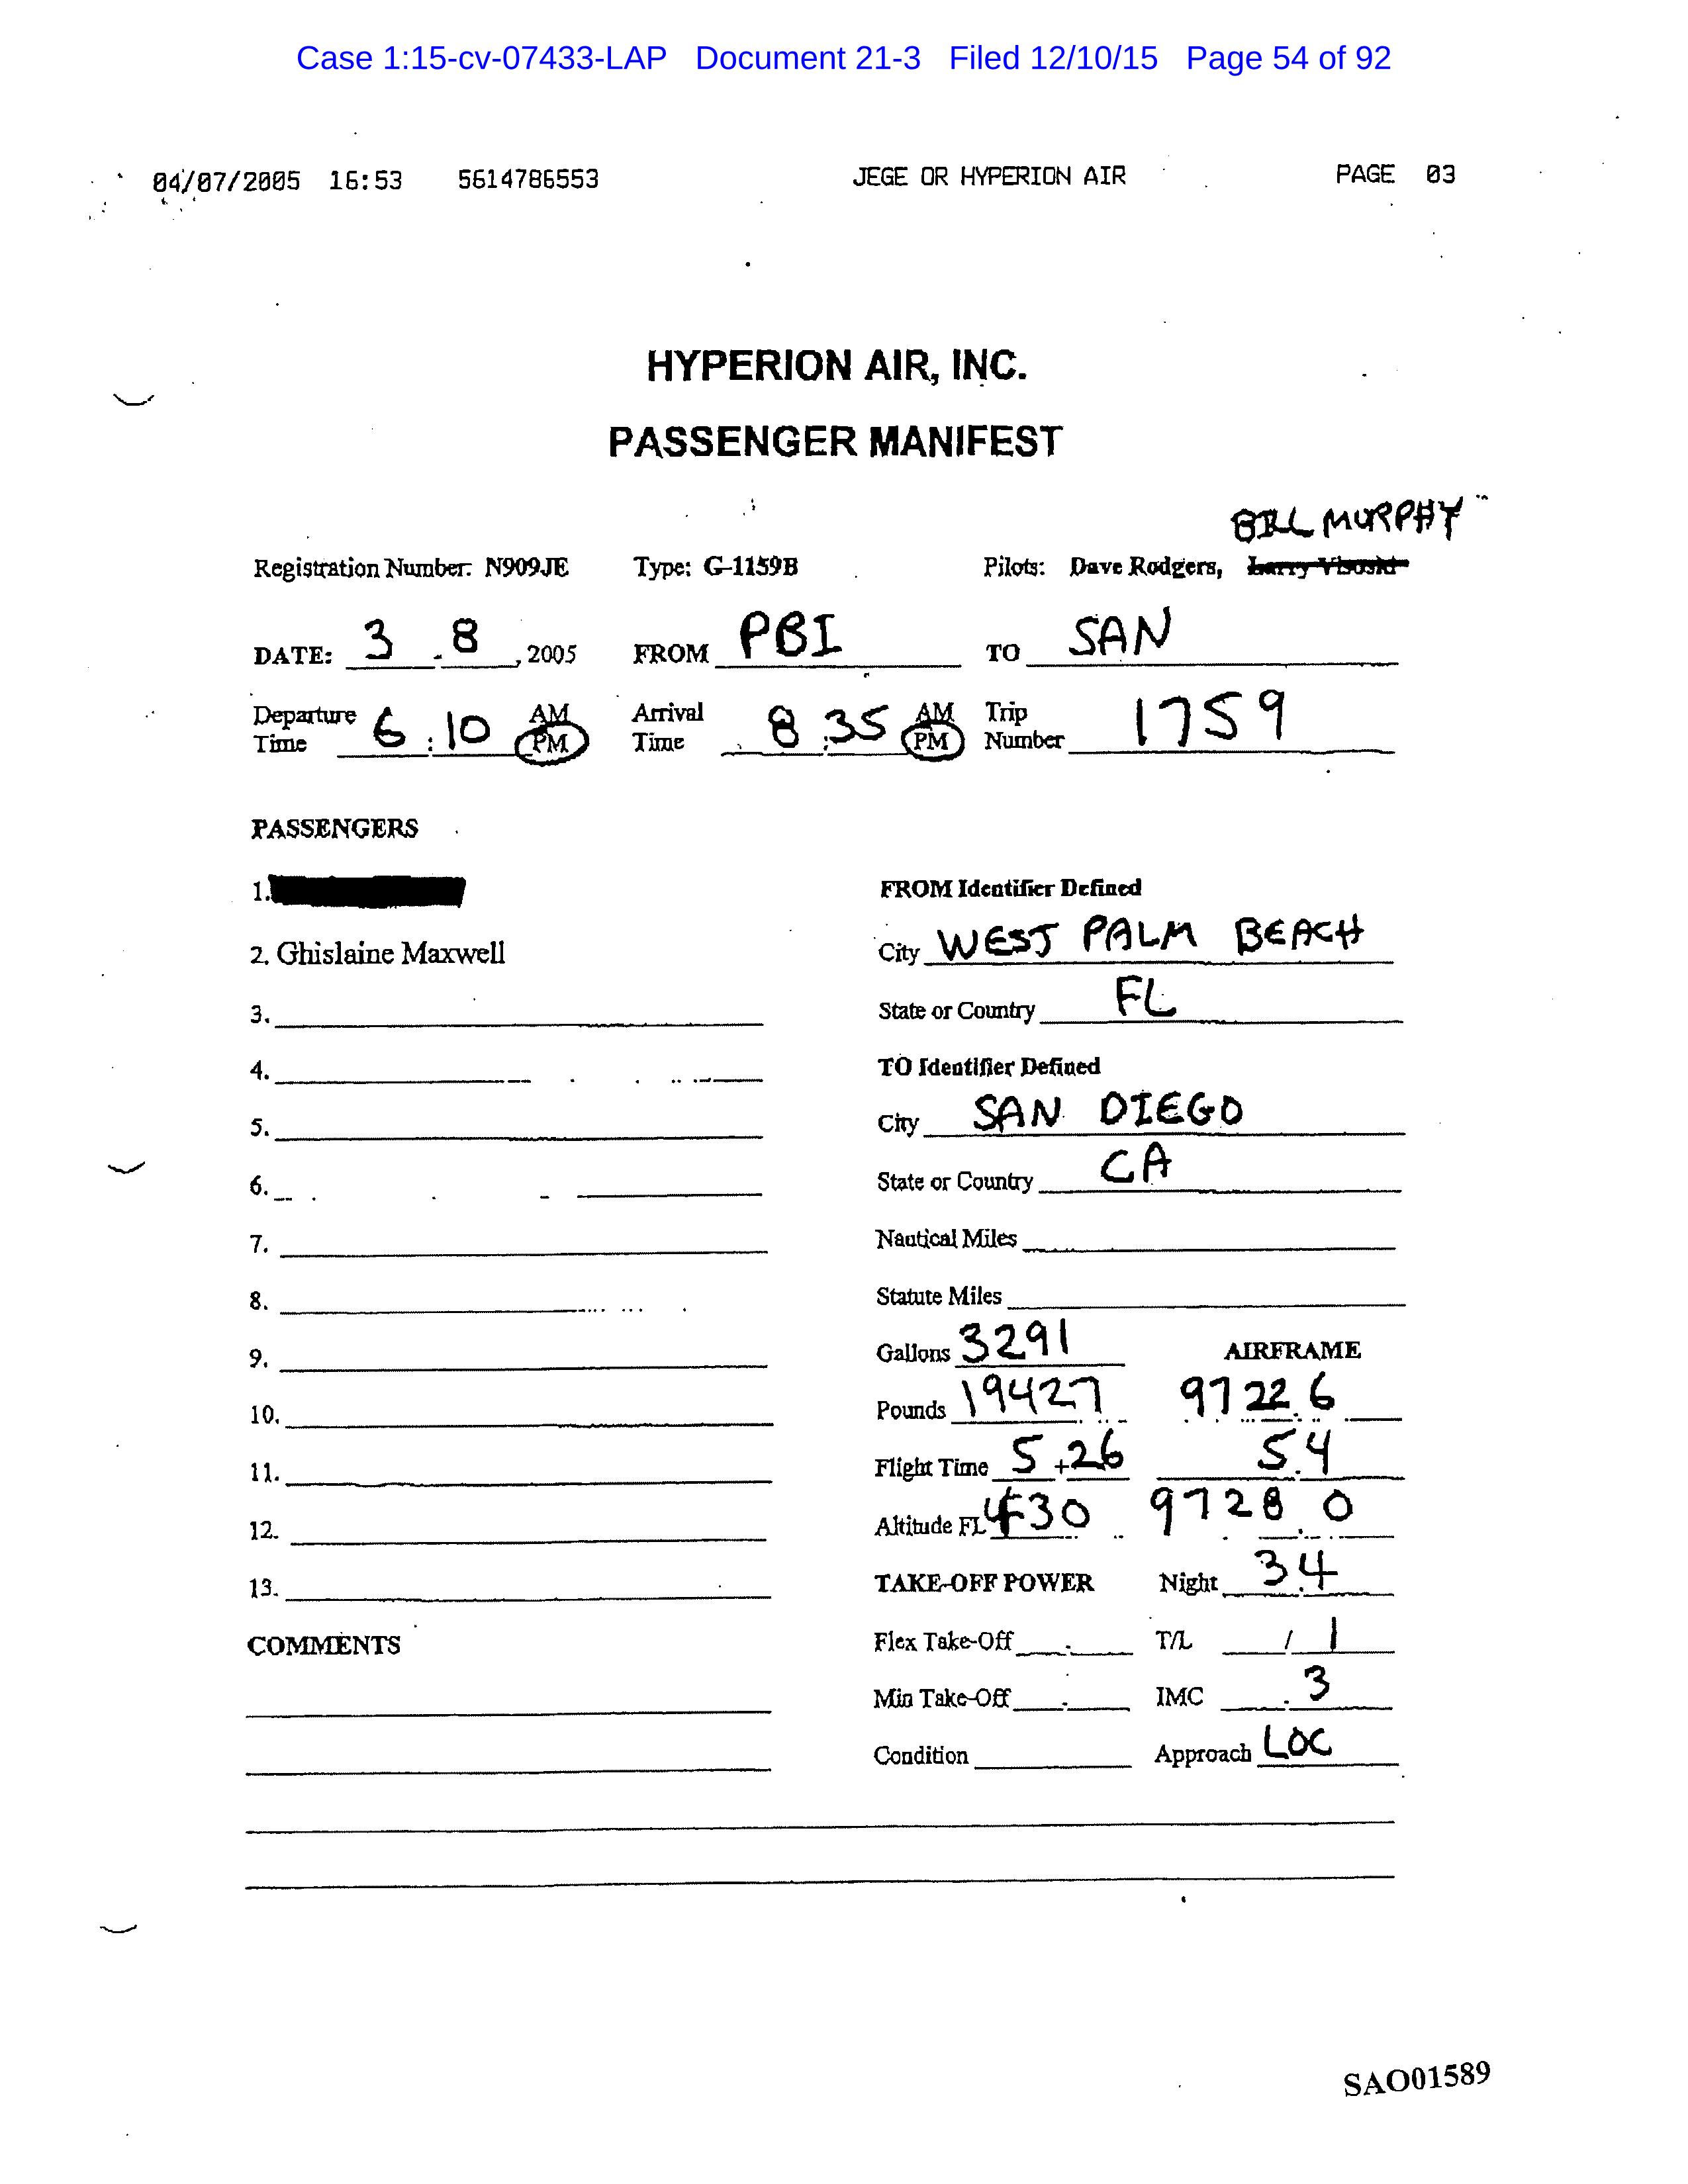 Case 1:15-cv-07433-LAP Document 21-3 Filed 12/10/15 Page 54 of 92
04/07/2005 16:53 5614786553 JEGE OR HYPERION AIR PAGE 03
HYPERION AIR, INC.
PASSENGER MANIFEST
BILL MURPHY
Registration Number: N909JE Type: G-1159B Pilots: Dave Rodgers, Larry Visoski
DATE: 3 . 8 , 2005 FROM PBI TO SAN
Departure Time 6 : 10 AM PM Arrival Time 8 : 35 AM PM Trip Number 1759
PASSENGERS
1. FROM Identifier Defined
2. Ghislaine Maxwell City WEST PALM BEACH
3. State or Country FL
4. TO Identifier Defined
5. City SAN DIEGO
6. State or Country CA
7. Nautical Miles
8. Statute Miles
9. Gallons 3291 AIRFRAME
10. Pounds 19427 9722.6
11. Flight Time 5 + 26 5.4
12. Altitude FL 430 9728.0
13. TAKE-OFF POWER Night 3.4
COMMENTS Flex Take-Off . T/L / 1
Min Take-Off . IMC . 3
Condition Approach LOC
SAO01589